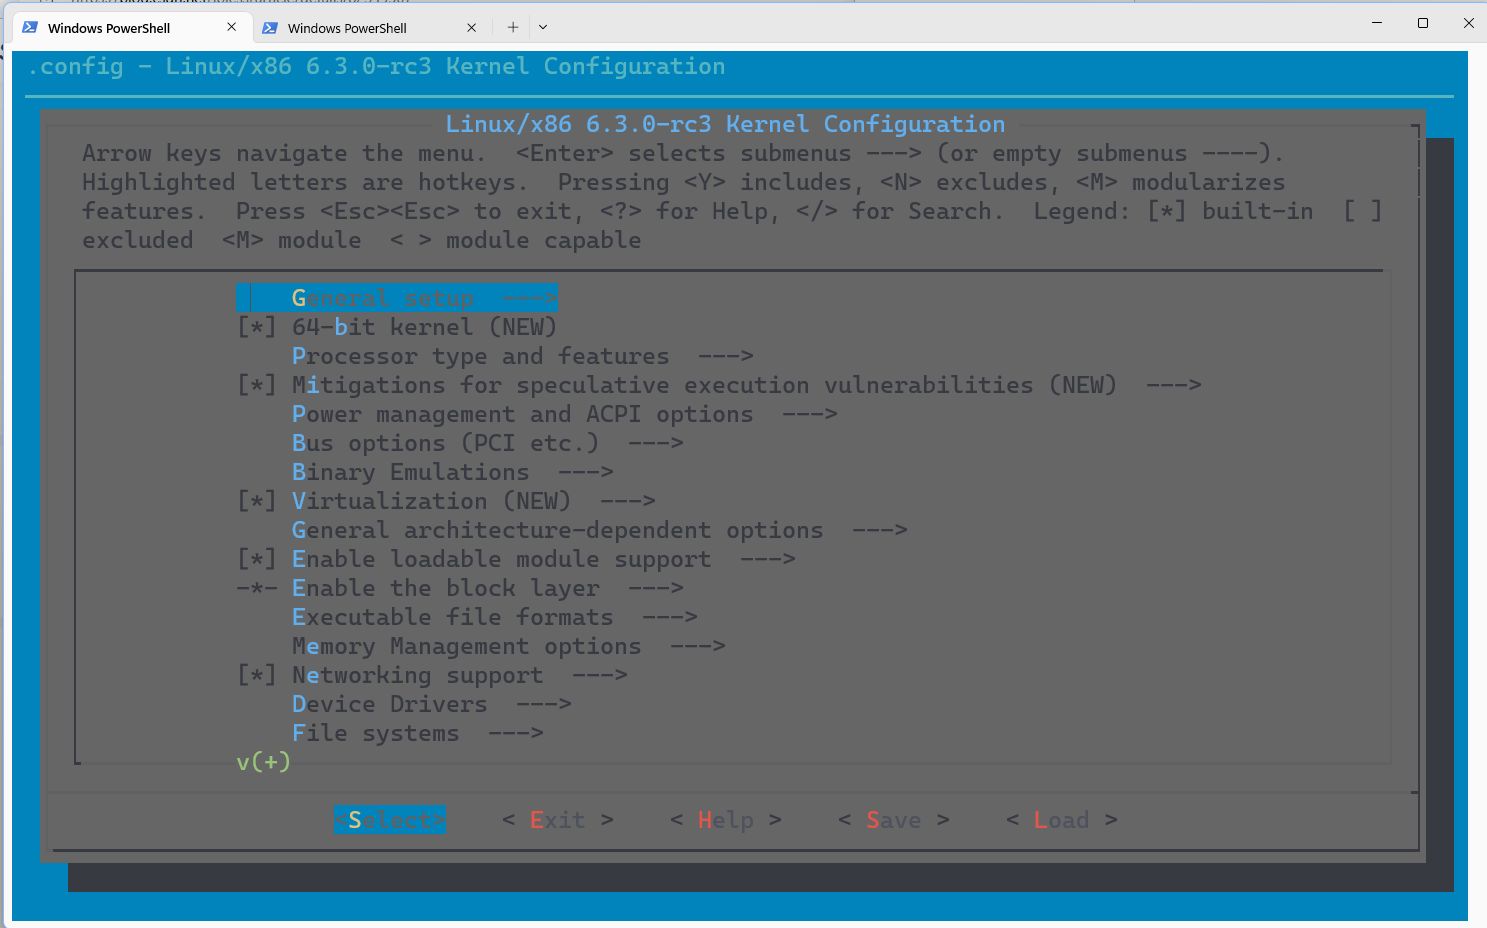 Windows PowerShell
Windows PowerShell
.config - Linux/x86 6.3.0-rc3 Kernel Configuration
Linux/x86 6.3.0-rc3 Kernel Configuration
Arrow keys navigate the menu.  <Enter> selects submenus ---> (or empty submenus ----).
Highlighted letters are hotkeys.  Pressing <Y> includes, <N> excludes, <M> modularizes
features.  Press <Esc><Esc> to exit, <?> for Help, </> for Search.  Legend: [*] built-in  [ ]
excluded  <M> module  < > module capable
General setup  --->
[*] 64-bit kernel (NEW)
Processor type and features  --->
[*] Mitigations for speculative execution vulnerabilities (NEW)  --->
Power management and ACPI options  --->
Bus options (PCI etc.)  --->
Binary Emulations  --->
[*] Virtualization (NEW)  --->
General architecture-dependent options  --->
[*] Enable loadable module support  --->
-*- Enable the block layer  --->
Executable file formats  --->
Memory Management options  --->
[*] Networking support  --->
Device Drivers  --->
File systems  --->
v(+)
<Select>    < Exit >    < Help >    < Save >    < Load >